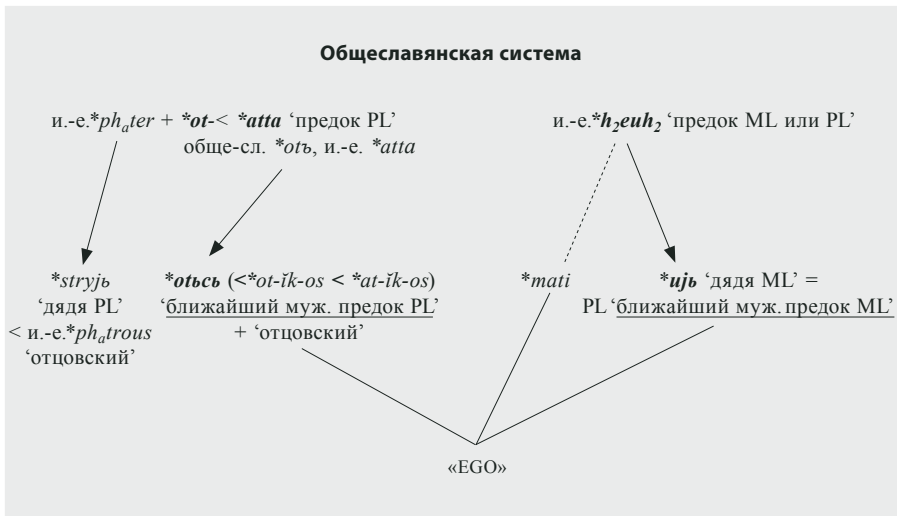 Общеславянская система
и.-е.*phₐter + *ot-< *atta ‘предок PL’
обще-сл. *otъ, и.-е. *atta
и.-е.*h₂euh₂ ‘предок ML или PL’
*stryjь
‘дядя PL’
< и.-е.*phₐtrous
‘отцовский’
*otьcь (<*ot-ĭk-os < *at-ĭk-os)
‘ближайший муж. предок PL’
+ ‘отцовский’
*mati
*ujь ‘дядя ML’ =
PL ‘ближайший муж. предок ML’
«EGO»